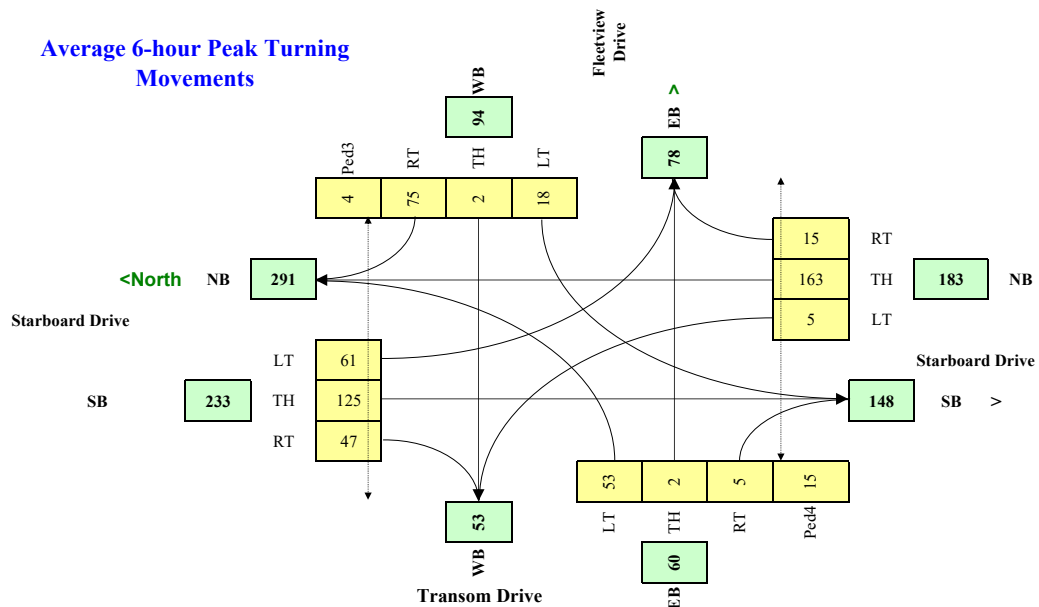 Average 6-hour Peak Turning
Movements
Fleetview
Drive
WB
94
EB >
78
Ped3
RT
TH
LT
4
75
2
18
15 RT
<North NB 291
163 TH 183 NB
5 LT
Starboard Drive
LT 61
Starboard Drive
SB 233 TH 125
148 SB >
RT 47
53
2
5
15
53
LT
TH
RT
Ped4
WB
EB 60
Transom Drive